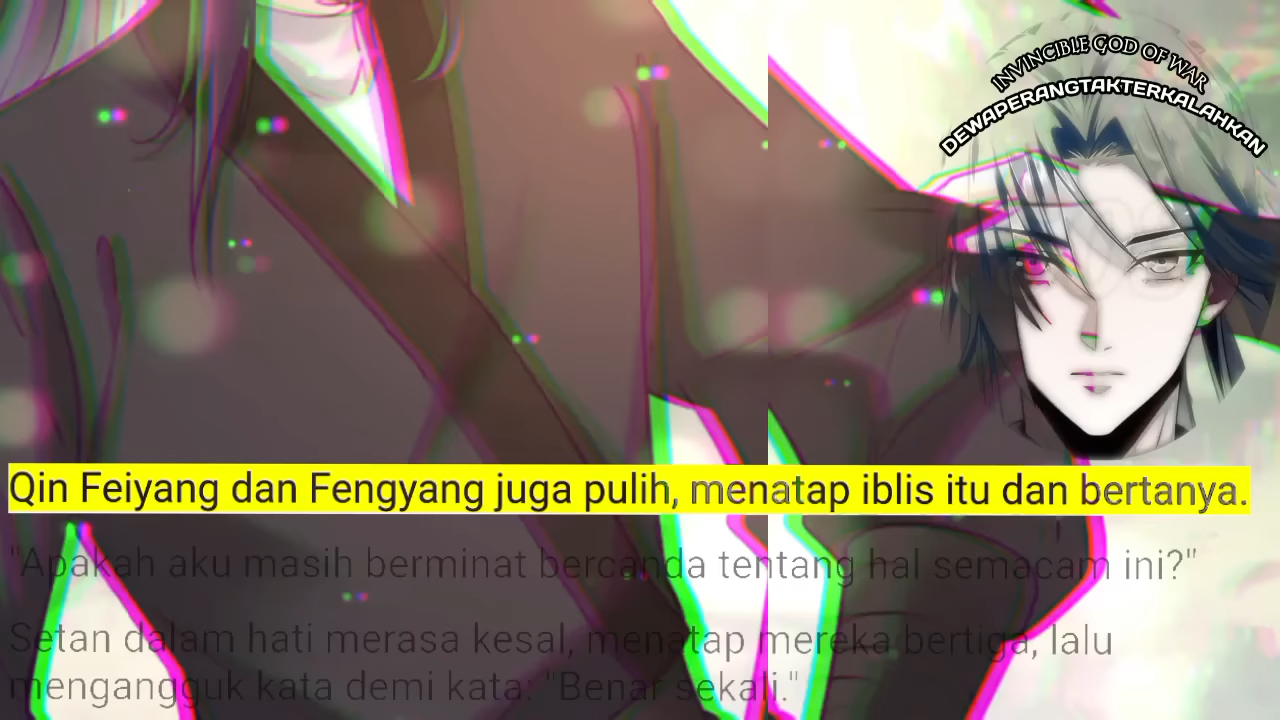 INVINCIBLE GOD OF WAR
DEWAPERANGTAKTERKALAHKAN
Qin Feiyang dan Fengyang juga pulih, menatap iblis itu dan bertanya.
"Apakah aku masih berminat bercanda tentang hal semacam ini?"
Setan dalam hati merasa kesal, menatap mereka bertiga, lalu
mengangguk kata demi kata: "Benar sekali."